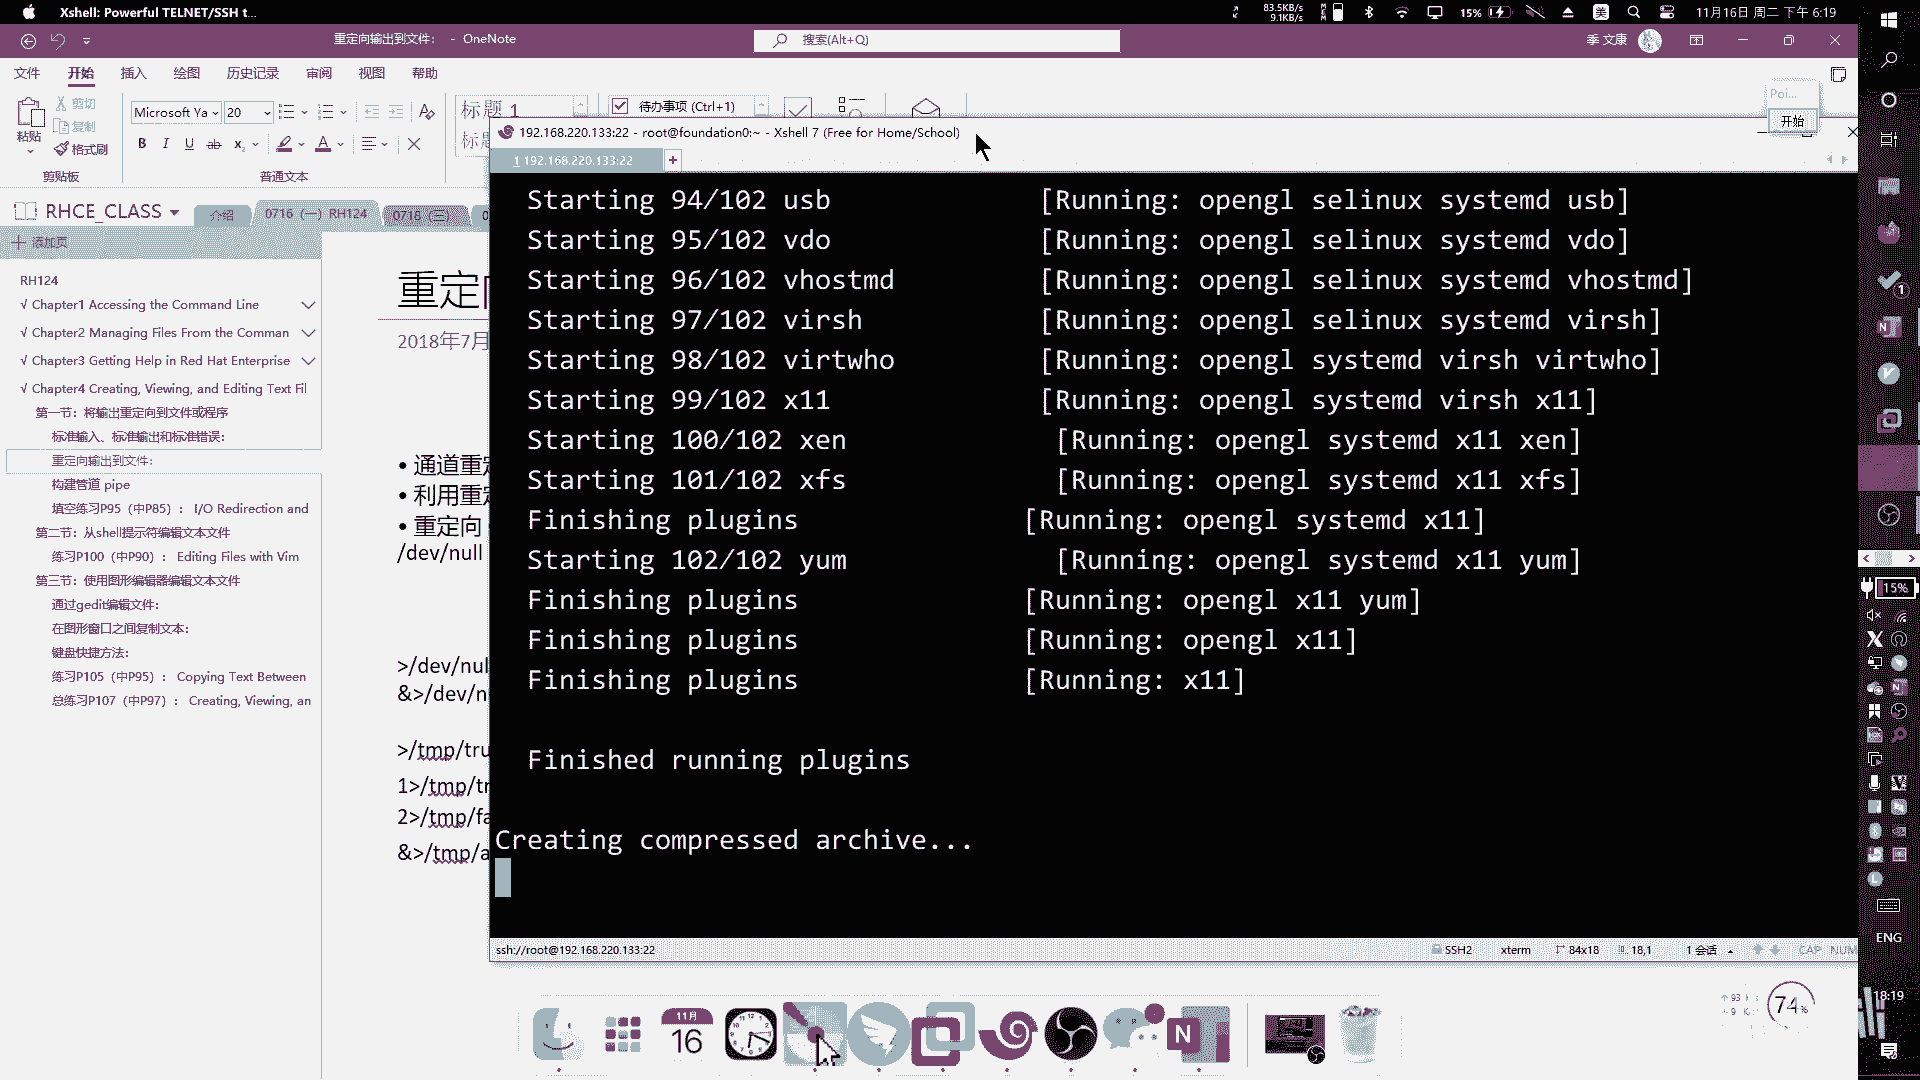 Xshell: Powerful TELNET/SSH t...
83.5KB/s
9.1KB/s
15%
美
11月16日 周二 下午 6:19
重定向输出到文件: - OneNote
搜索(Alt+Q)
季 文康
文件 开始 插入 绘图 历史记录 审阅 视图 帮助
粘贴
剪切
复制
格式刷
剪贴板
Microsoft Ya 20
B I U ab x
普通文本
标题 1
待办事项 (Ctrl+1)
Poi...
开始
192.168.220.133:22 - root@foundation0:~ - Xshell 7 (Free for Home/School)
1 192.168.220.133:22
RHCE_CLASS
介绍
0716 (一) RH124
0718 (三)
添加页
RH124
√ Chapter1 Accessing the Command Line
√ Chapter2 Managing Files From the Comman
√ Chapter3 Getting Help in Red Hat Enterprise
√ Chapter4 Creating, Viewing, and Editing Text Fil
第一节: 将输出重定向到文件或程序
标准输入、标准输出和标准错误:
重定向输出到文件:
构建管道 pipe
填空练习P95 (中P85) : I/O Redirection and
第二节: 从shell提示符编辑文本文件
练习P100 (中P90) : Editing Files with Vim
第三节: 使用图形编辑器编辑文本文件
通过gedit编辑文件:
在图形窗口之间复制文本:
键盘快捷方法:
练习P105 (中P95) : Copying Text Between
总练习P107 (中P97) : Creating, Viewing, an
重定
2018年7月
• 通道重定
• 利用重定
• 重定向
/dev/null
>/dev/nul
&>/dev/n
>/tmp/tru
1>/tmp/tr
2>/tmp/fa
&>/tmp/a
Starting 94/102 usb [Running: opengl selinux systemd usb]
Starting 95/102 vdo [Running: opengl selinux systemd vdo]
Starting 96/102 vhostmd [Running: opengl selinux systemd vhostmd]
Starting 97/102 virsh [Running: opengl selinux systemd virsh]
Starting 98/102 virtwho [Running: opengl systemd virsh virtwho]
Starting 99/102 x11 [Running: opengl systemd virsh x11]
Starting 100/102 xen [Running: opengl systemd x11 xen]
Starting 101/102 xfs [Running: opengl systemd x11 xfs]
Finishing plugins [Running: opengl systemd x11]
Starting 102/102 yum [Running: opengl systemd x11 yum]
Finishing plugins [Running: opengl x11 yum]
Finishing plugins [Running: opengl x11]
Finishing plugins [Running: x11]
Finished running plugins
Creating compressed archive...
ssh://root@192.168.220.133:22
SSH2 xterm 84x18 18,1 1 会话 CAP NUM
15%
ENG
18:19
74%
11月
16